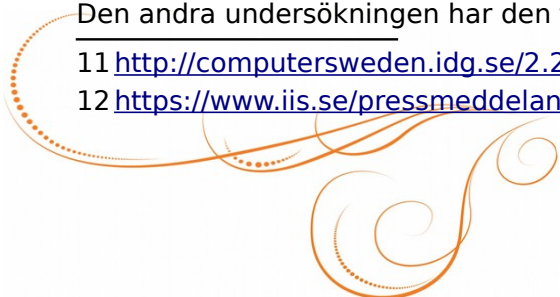 Den andra undersökningen har den
11 http://computersweden.idg.se/2.2
12 https://www.iis.se/pressmeddelan